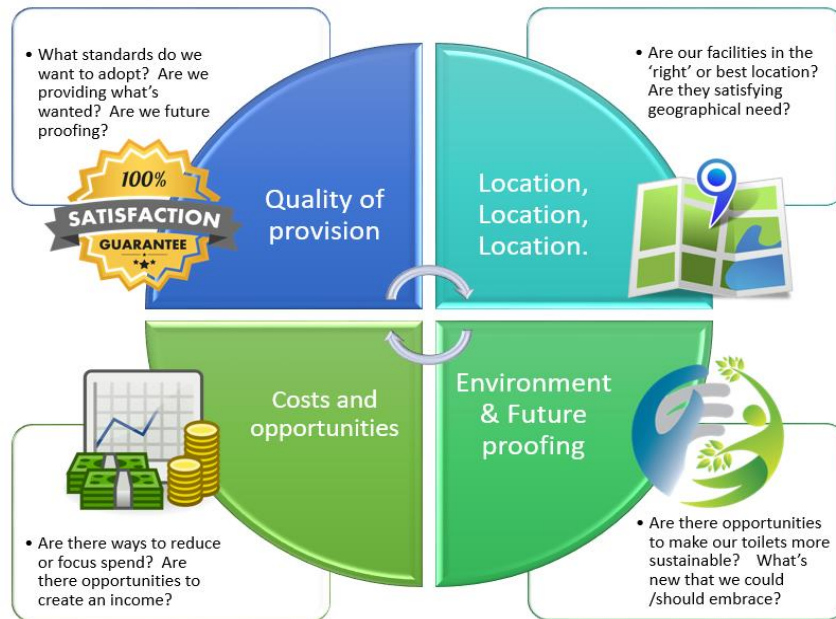 • What standards do we
want to adopt?  Are we
providing what's
wanted?  Are we future
proofing?
100%
SATISFACTION
GUARANTEE
Quality of
provision
• Are our facilities in the
'right' or best location?
Are they satisfying
geographical need?
Location,
Location,
Location.
Costs and
opportunities
• Are there ways to reduce
or focus spend?  Are
there opportunities to
create an income?
Environment
& Future
proofing
• Are there opportunities
to make our toilets more
sustainable?   What's
new that we could
/should embrace?